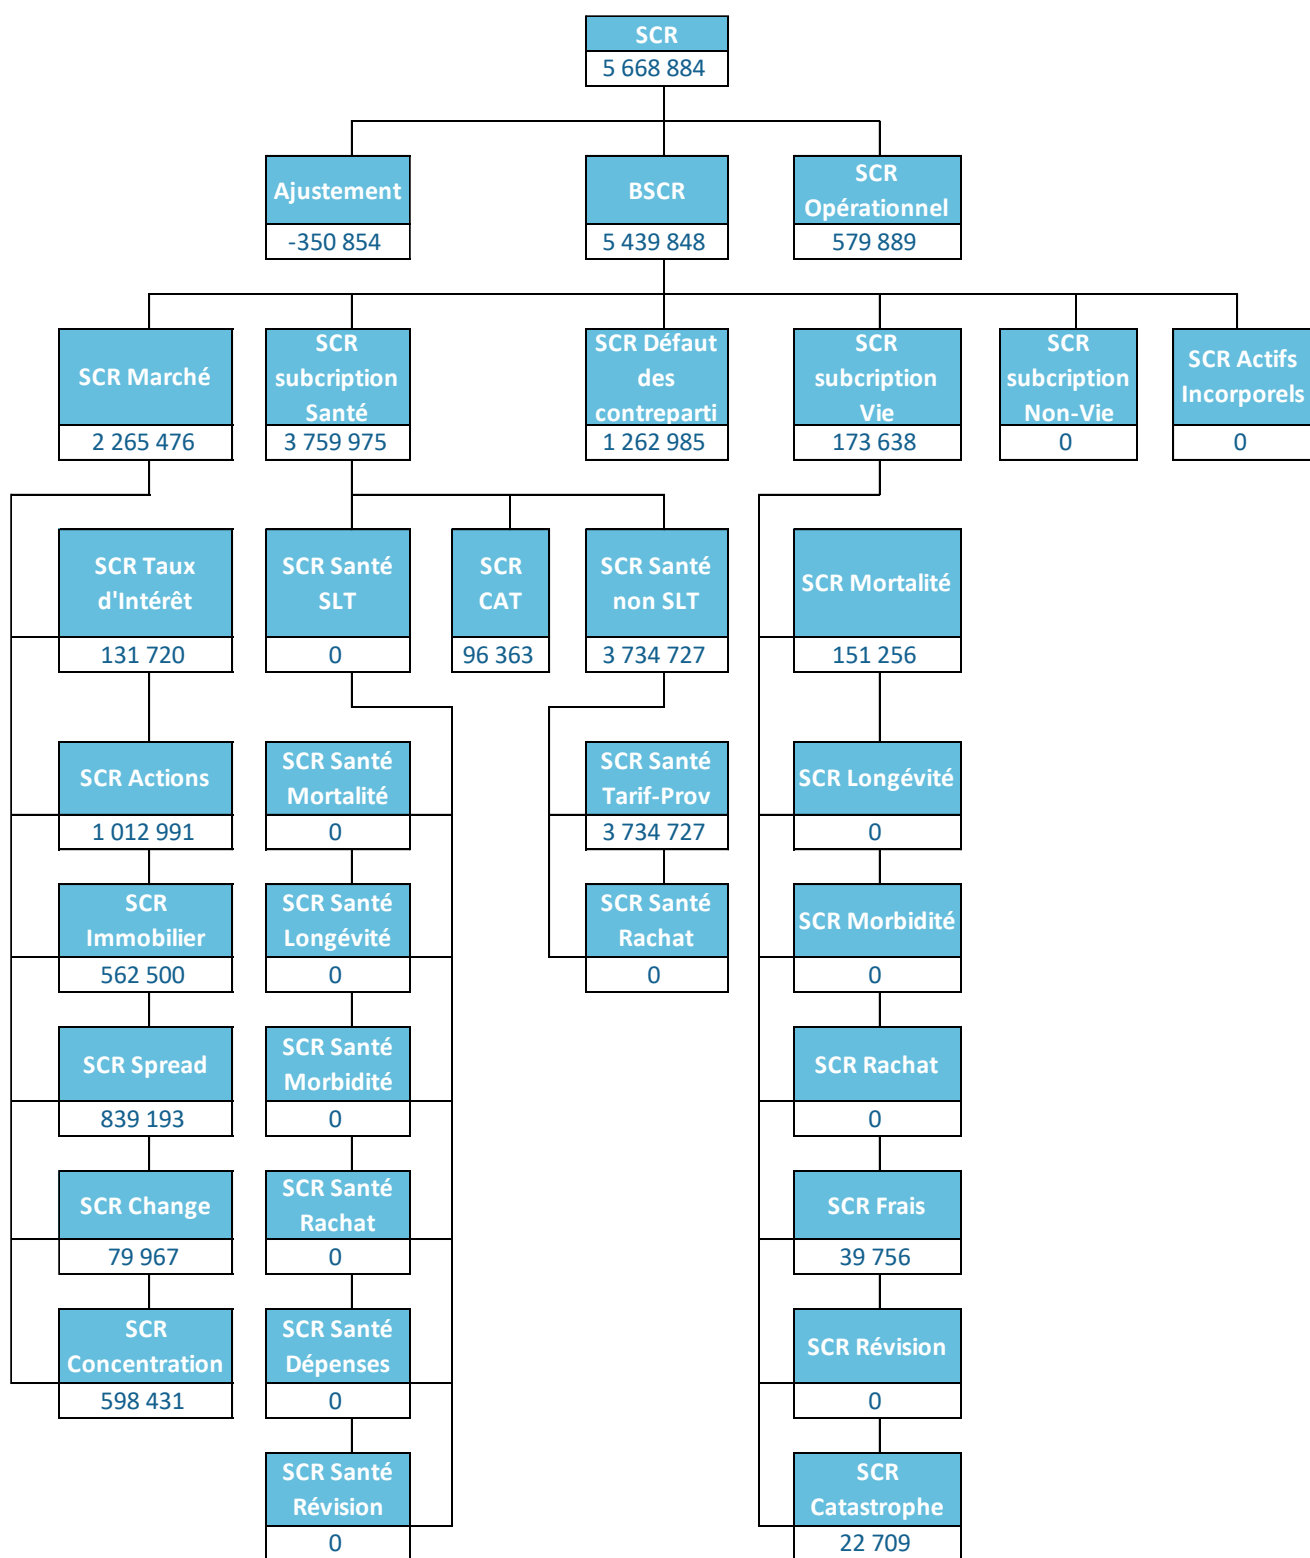 SCR
5 668 884
Ajustement
-350 854
BSCR
5 439 848
SCR
Opérationnel
579 889
SCR Marché
2 265 476
SCR
subcription
Santé
3 759 975
SCR Défaut
des
contreparti
1 262 985
SCR
subcription
Vie
173 638
SCR
subcription
Non-Vie
0
SCR Actifs
Incorporels
0
SCR Taux
d'Intérêt
131 720
SCR Santé
SLT
0
SCR
CAT
96 363
SCR Santé
non SLT
3 734 727
SCR Mortalité
151 256
SCR Actions
1 012 991
SCR Santé
Mortalité
0
SCR Santé
Tarif-Prov
3 734 727
SCR Longévité
0
SCR
Immobilier
562 500
SCR Santé
Longévité
0
SCR Santé
Rachat
0
SCR Morbidité
0
SCR Spread
839 193
SCR Santé
Morbidité
0
SCR Rachat
0
SCR Change
79 967
SCR Santé
Rachat
0
SCR Frais
39 756
SCR
Concentration
598 431
SCR Santé
Dépenses
0
SCR Révision
0
SCR Santé
Révision
0
SCR
Catastrophe
22 709